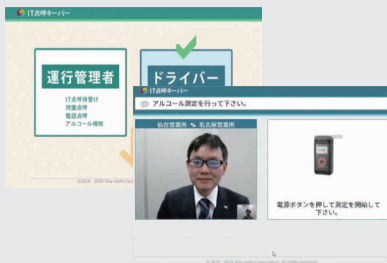 IT点呼キーパー
運行管理者
IT点呼待受け
対面点呼
電話点呼
アルコール検知
ドライバー
IT点呼キーパー
アルコール測定を行って下さい。
仙台営業所
名古屋営業所
電源ボタンを押して測定を開始して
下さい。